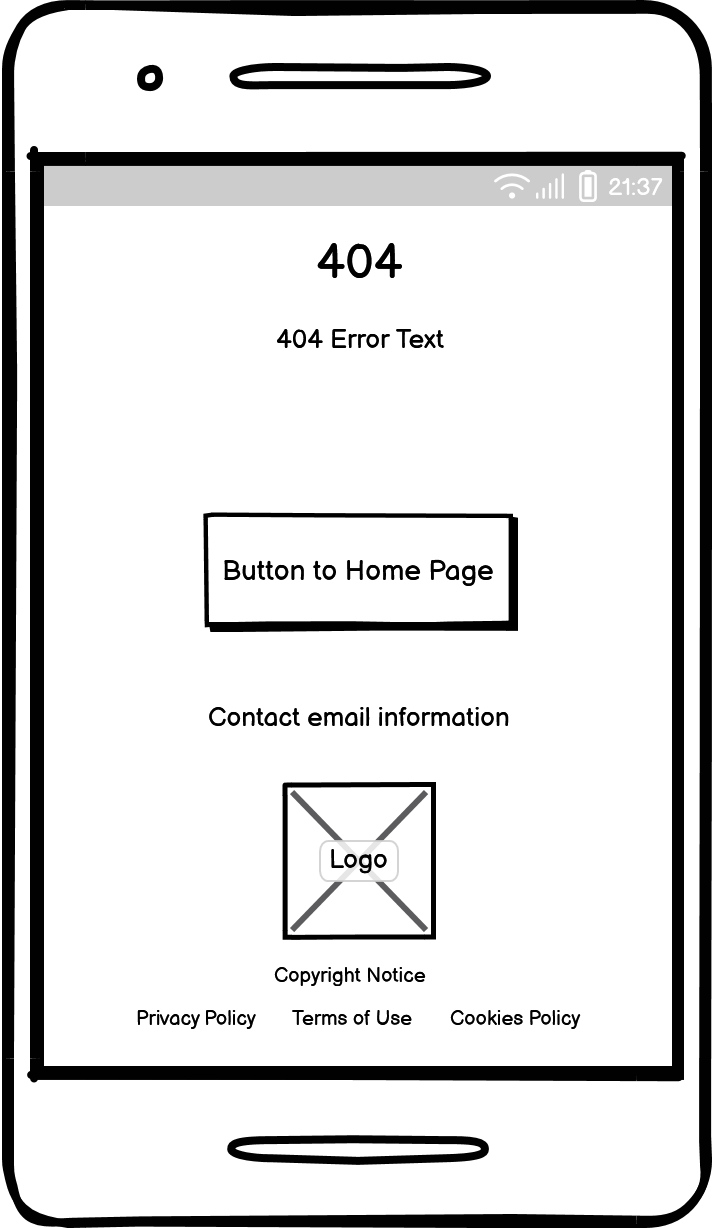 21:37
404
404 Error Text
Button to Home Page
Contact email information
Logo
Copyright Notice
Privacy Policy Terms of Use Cookies Policy